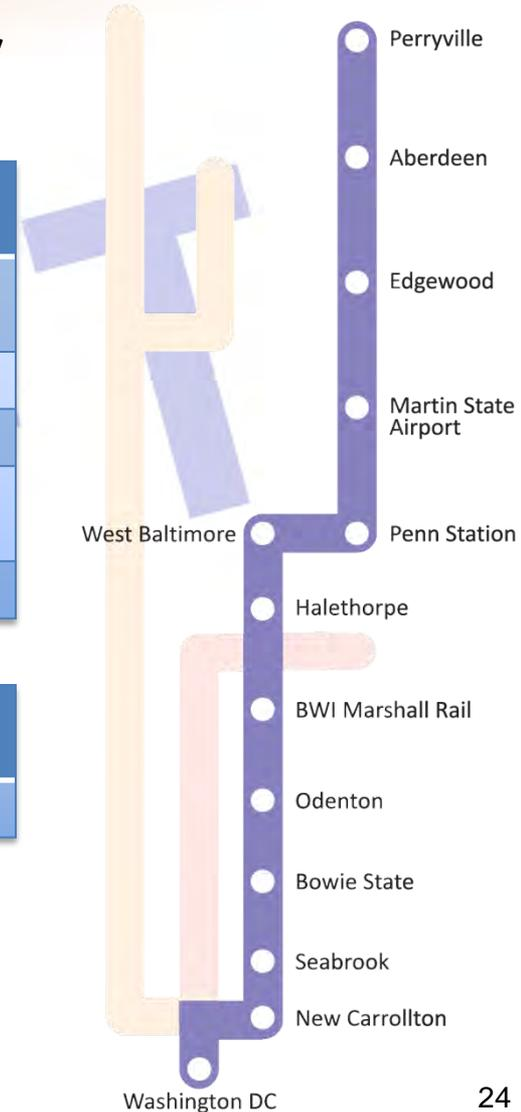 Perryville
Aberdeen
Edgewood
Martin State
Airport
West Baltimore
Penn Station
Halethorpe
BWI Marshall Rail
Odenton
Bowie State
Seabrook
New Carrollton
Washington DC
24